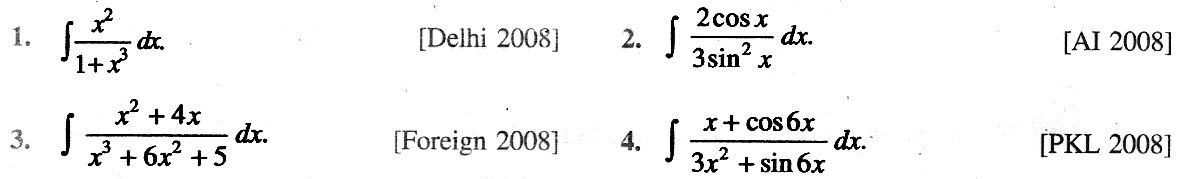 1. ∫ x²/(1+x³) dx. [Delhi 2008] 2. ∫ 2cos x/(3sin² x) dx. [AI 2008]
3. ∫ (x² + 4x)/(x³ + 6x² + 5) dx. [Foreign 2008] 4. ∫ (x + cos 6x)/(3x² + sin 6x) dx. [PKL 2008]